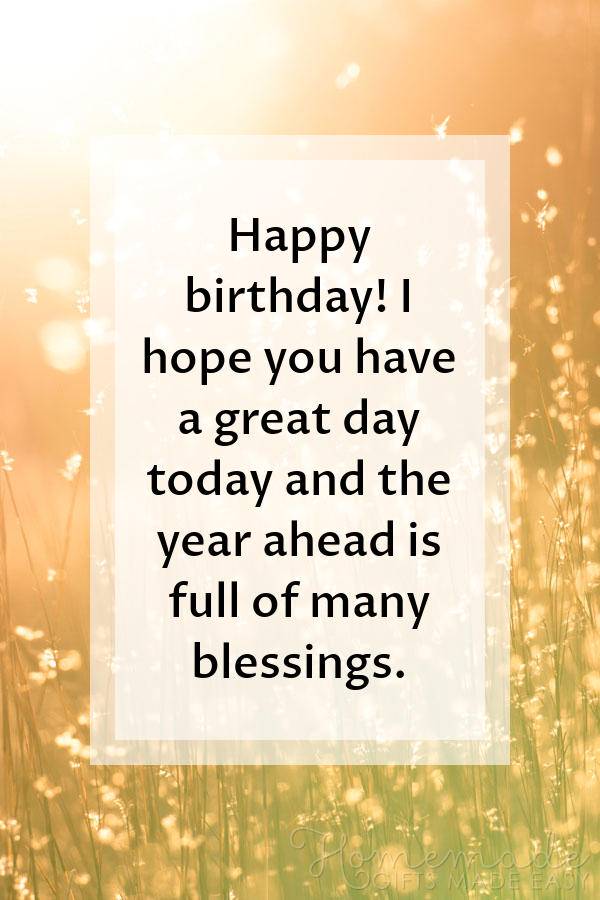 Happy
birthday! I
hope you have
a great day
today and the
year ahead is
full of many
blessings.
Homemade
GIFTS MADE EASY